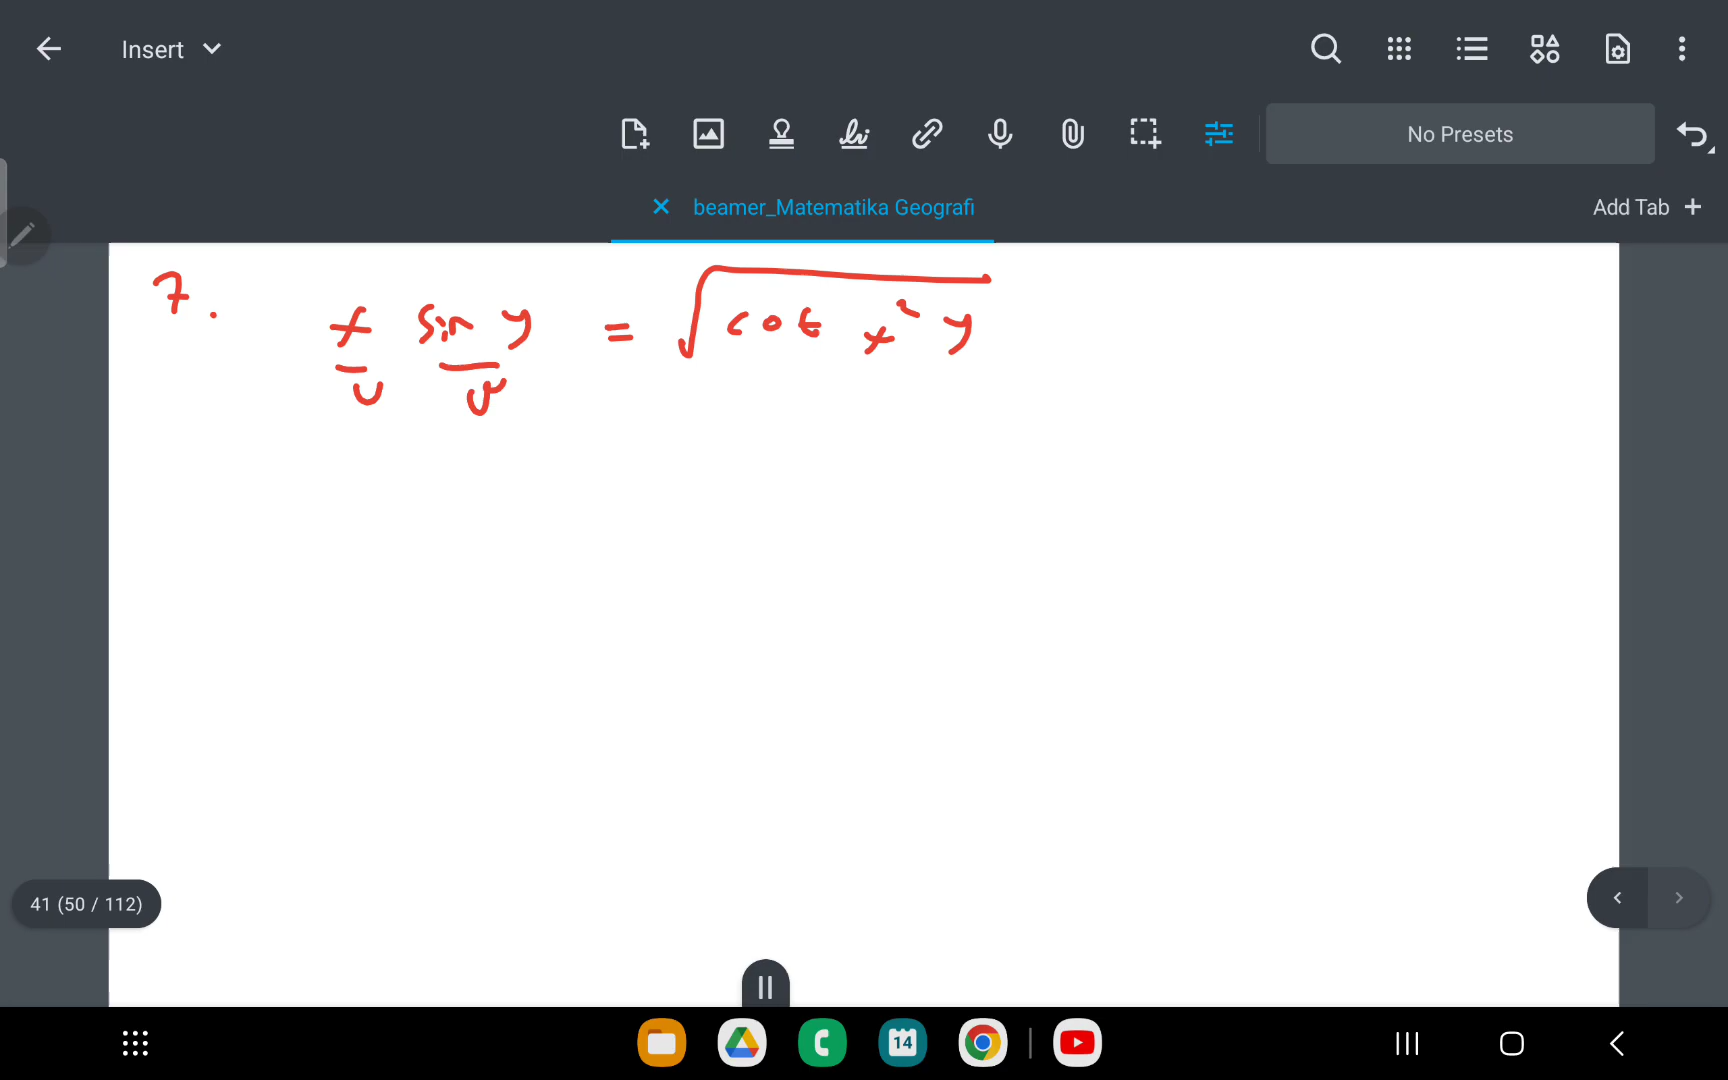 Insert
No Presets
beamer_Matematika Geografi
Add Tab
7. x sin y = √cot x² y
u v
41 (50 / 112)
14